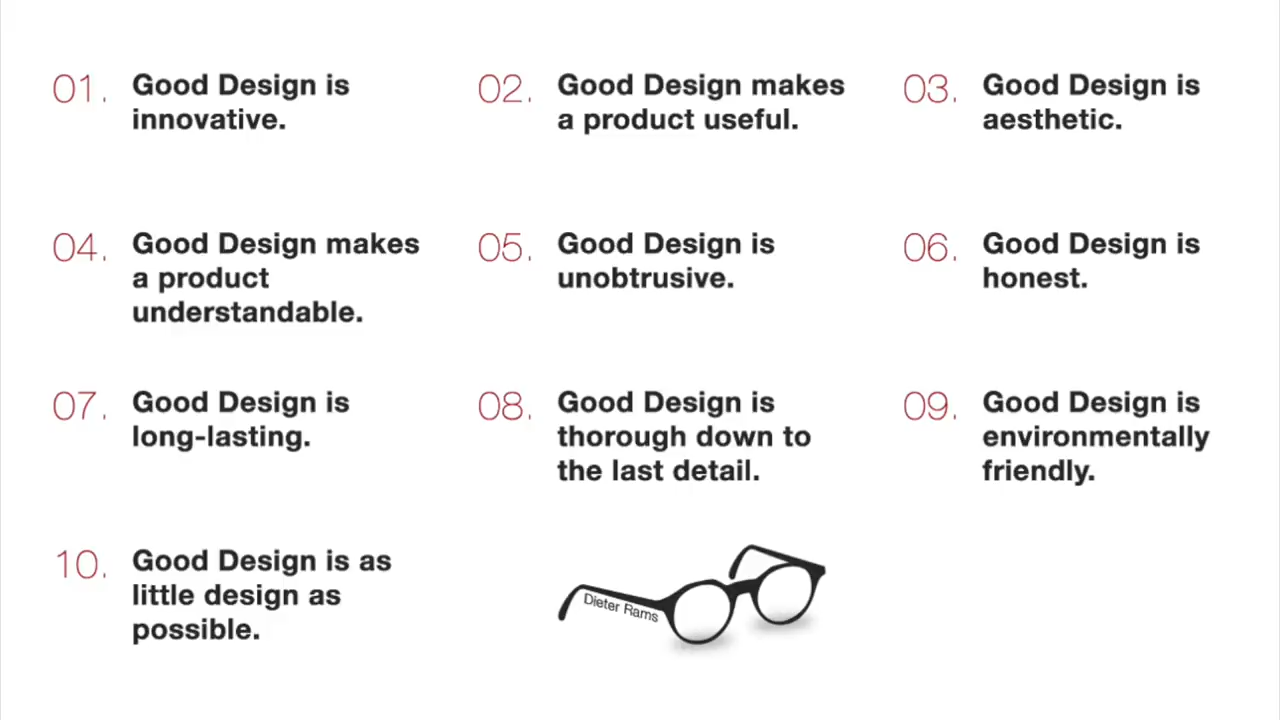 01. Good Design is
innovative.
02. Good Design makes
a product useful.
03. Good Design is
aesthetic.
04. Good Design makes
a product
understandable.
05. Good Design is
unobtrusive.
06. Good Design is
honest.
07. Good Design is
long-lasting.
08. Good Design is
thorough down to
the last detail.
09. Good Design is
environmentally
friendly.
10. Good Design is as
little design as
possible.
Dieter Rams